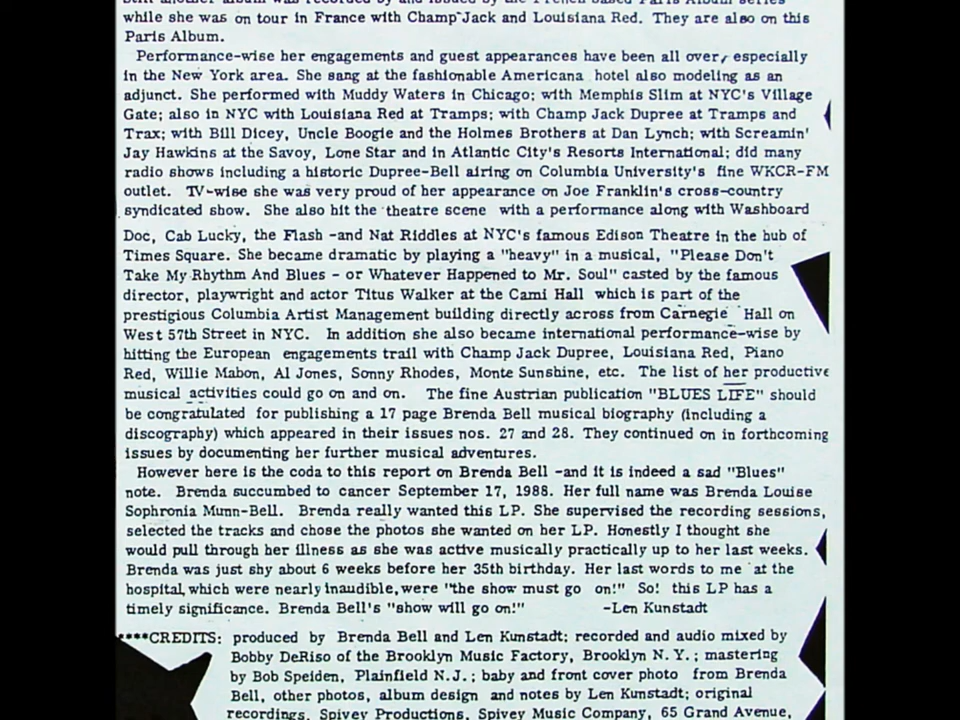 still another album was recorded by and issued by the French based Paris Album series
while she was on tour in France with Champ Jack and Louisiana Red. They are also on this
Paris Album.
Performance-wise her engagements and guest appearances have been all over, especially
in the New York area. She sang at the fashionable Americana hotel also modeling as an
adjunct. She performed with Muddy Waters in Chicago; with Memphis Slim at NYC's Village
Gate; also in NYC with Louisiana Red at Tramps; with Champ Jack Dupree at Tramps and
Trax; with Bill Dicey, Uncle Boogie and the Holmes Brothers at Dan Lynch; with Screamin'
Jay Hawkins at the Savoy, Lone Star and in Atlantic City's Resorts International; did many
radio shows including a historic Dupree-Bell airing on Columbia University's fine WKCR-FM
outlet. TV-wise she was very proud of her appearance on Joe Franklin's cross-country
syndicated show. She also hit the theatre scene with a performance along with Washboard
Doc, Cab Lucky, the Flash -and Nat Riddles at NYC's famous Edison Theatre in the hub of
Times Square. She became dramatic by playing a "heavy" in a musical, "Please Don't
Take My Rhythm And Blues - or Whatever Happened to Mr. Soul" casted by the famous
director, playwright and actor Titus Walker at the Cami Hall which is part of the
prestigious Columbia Artist Management building directly across from Carnegie Hall on
West 57th Street in NYC. In addition she also became international performance-wise by
hitting the European engagements trail with Champ Jack Dupree, Louisiana Red, Piano
Red, Willie Mabon, Al Jones, Sonny Rhodes, Monte Sunshine, etc. The list of her productive
musical activities could go on and on. The fine Austrian publication "BLUES LIFE" should
be congratulated for publishing a 17 page Brenda Bell musical biography (including a
discography) which appeared in their issues nos. 27 and 28. They continued on in forthcoming
issues by documenting her further musical adventures.
However here is the coda to this report on Brenda Bell -and it is indeed a sad "Blues"
note. Brenda succumbed to cancer September 17, 1988. Her full name was Brenda Louise
Sophronia Munn-Bell. Brenda really wanted this LP. She supervised the recording sessions,
selected the tracks and chose the photos she wanted on her LP. Honestly I thought she
would pull through her illness as she was active musically practically up to her last weeks.
Brenda was just shy about 6 weeks before her 35th birthday. Her last words to me at the
hospital, which were nearly inaudible, were "the show must go on!" So! this LP has a
timely significance. Brenda Bell's "show will go on!" -Len Kunstadt
****CREDITS: produced by Brenda Bell and Len Kunstadt; recorded and audio mixed by
Bobby DeRiso of the Brooklyn Music Factory, Brooklyn N.Y.; mastering
by Bob Speiden, Plainfield N.J.; baby and front cover photo from Brenda
Bell, other photos, album design and notes by Len Kunstadt; original
recordings, Spivey Productions, Spivey Music Company, 65 Grand Avenue,